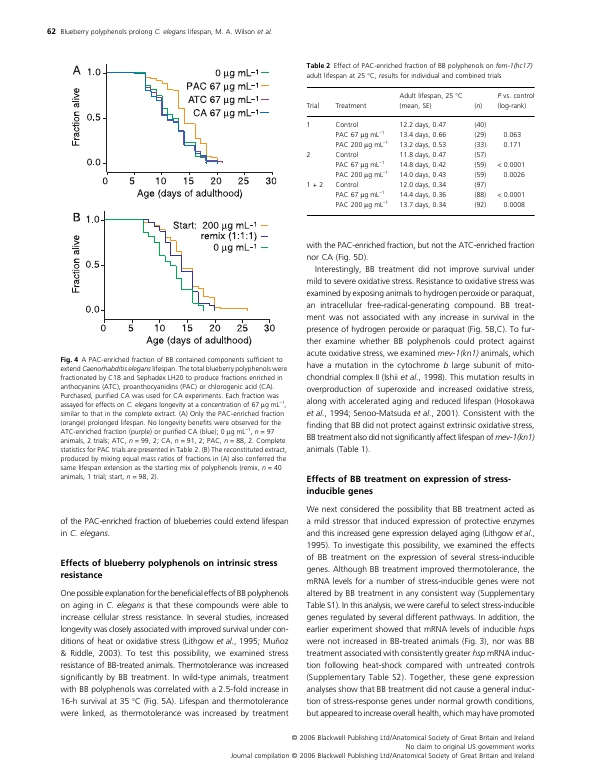 62 Blueberry polyphenols prolong C. elegans lifespan, M. A. Wilson et al.
A
1.0
0.5
0.0
Fraction alive
0 µg mL−1
PAC 67 µg mL−1
ATC 67 µg mL−1
CA 67 µg mL−1
0 5 10 15 20 25 30
Age (days of adulthood)
B
1.0
0.5
0.0
Fraction alive
Start: 200 µg mL−1
remix (1:1:1)
0 µg mL−1
0 5 10 15 20 25 30
Age (days of adulthood)
Fig. 4 A PAC-enriched fraction of BB contained components sufficient to
extend Caenorhabditis elegans lifespan. The total blueberry polyphenols were
fractionated by C18 and Sephadex LH20 to produce fractions enriched in
anthocyanins (ATC), proanthocyanidins (PAC) or chlorogenic acid (CA).
Purchased, purified CA was used for CA experiments. Each fraction was
assayed for effects on C. elegans longevity at a concentration of 67 µg mL−1,
similar to that in the complete extract. (A) Only the PAC-enriched fraction
(orange) prolonged lifespan. No longevity benefits were observed for the
ATC-enriched fraction (purple) or purified CA (blue); 0 µg mL−1, n = 97
animals, 2 trials; ATC, n = 99, 2; CA, n = 91, 2; PAC, n = 88, 2. Complete
statistics for PAC trials are presented in Table 2. (B) The reconstituted extract,
produced by mixing equal mass ratios of fractions in (A) also conferred the
same lifespan extension as the starting mix of polyphenols (remix, n = 40
animals, 1 trial; start, n = 98, 2).
of the PAC-enriched fraction of blueberries could extend lifespan
in C. elegans.
Effects of blueberry polyphenols on intrinsic stress
resistance
One possible explanation for the beneficial effects of BB polyphenols
on aging in C. elegans is that these compounds were able to
increase cellular stress resistance. In several studies, increased
longevity was closely associated with improved survival under con-
ditions of heat or oxidative stress (Lithgow et al., 1995; Muñoz
& Riddle, 2003). To test this possibility, we examined stress
resistance of BB-treated animals. Thermotolerance was increased
significantly by BB treatment. In wild-type animals, treatment
with BB polyphenols was correlated with a 2.5-fold increase in
16-h survival at 35 °C (Fig. 5A). Lifespan and thermotolerance
were linked, as thermotolerance was increased by treatment
Table 2 Effect of PAC-enriched fraction of BB polyphenols on fem-1(hc17)
adult lifespan at 25 °C, results for individual and combined trials
Trial Treatment Adult lifespan, 25 °C (mean, SE) (n) P vs. control (log-rank)
1 Control 12.2 days, 0.47 (40)
PAC 67 µg mL−1 13.4 days, 0.66 (29) 0.063
PAC 200 µg mL−1 13.2 days, 0.53 (33) 0.171
2 Control 11.8 days, 0.47 (57)
PAC 67 µg mL−1 14.8 days, 0.42 (59) < 0.0001
PAC 200 µg mL−1 14.0 days, 0.43 (59) 0.0026
1 + 2 Control 12.0 days, 0.34 (97)
PAC 67 µg mL−1 14.4 days, 0.36 (88) < 0.0001
PAC 200 µg mL−1 13.7 days, 0.34 (92) 0.0008
with the PAC-enriched fraction, but not the ATC-enriched fraction
nor CA (Fig. 5D).
Interestingly, BB treatment did not improve survival under
mild to severe oxidative stress. Resistance to oxidative stress was
examined by exposing animals to hydrogen peroxide or paraquat,
an intracellular free-radical-generating compound. BB treat-
ment was not associated with any increase in survival in the
presence of hydrogen peroxide or paraquat (Fig. 5B,C). To fur-
ther examine whether BB polyphenols could protect against
acute oxidative stress, we examined mev-1(kn1) animals, which
have a mutation in the cytochrome b large subunit of mito-
chondrial complex II (Ishii et al., 1998). This mutation results in
overproduction of superoxide and increased oxidative stress,
along with accelerated aging and reduced lifespan (Hosokawa
et al., 1994; Senoo-Matsuda et al., 2001). Consistent with the
finding that BB did not protect against extrinsic oxidative stress,
BB treatment also did not significantly affect lifespan of mev-1(kn1)
animals (Table 1).
Effects of BB treatment on expression of stress-
inducible genes
We next considered the possibility that BB treatment acted as
a mild stressor that induced expression of protective enzymes
and this increased gene expression delayed aging (Lithgow et al.,
1995). To investigate this possibility, we examined the effects
of BB treatment on the expression of several stress-inducible
genes. Although BB treatment improved thermotolerance, the
mRNA levels for a number of stress-inducible genes were not
altered by BB treatment in any consistent way (Supplementary
Table S1). In this analysis, we were careful to select stress-inducible
genes regulated by several different pathways. In addition, the
earlier experiment showed that mRNA levels of inducible hsps
were not increased in BB-treated animals (Fig. 3), nor was BB
treatment associated with consistently greater hsp mRNA induc-
tion following heat-shock compared with untreated controls
(Supplementary Table S2). Together, these gene expression
analyses show that BB treatment did not cause a general induc-
tion of stress-response genes under normal growth conditions,
but appeared to increase overall health, which may have promoted
© 2006 Blackwell Publishing Ltd/Anatomical Society of Great Britain and Ireland
No claim to original US government works
Journal compilation © 2006 Blackwell Publishing Ltd/Anatomical Society of Great Britain and Ireland